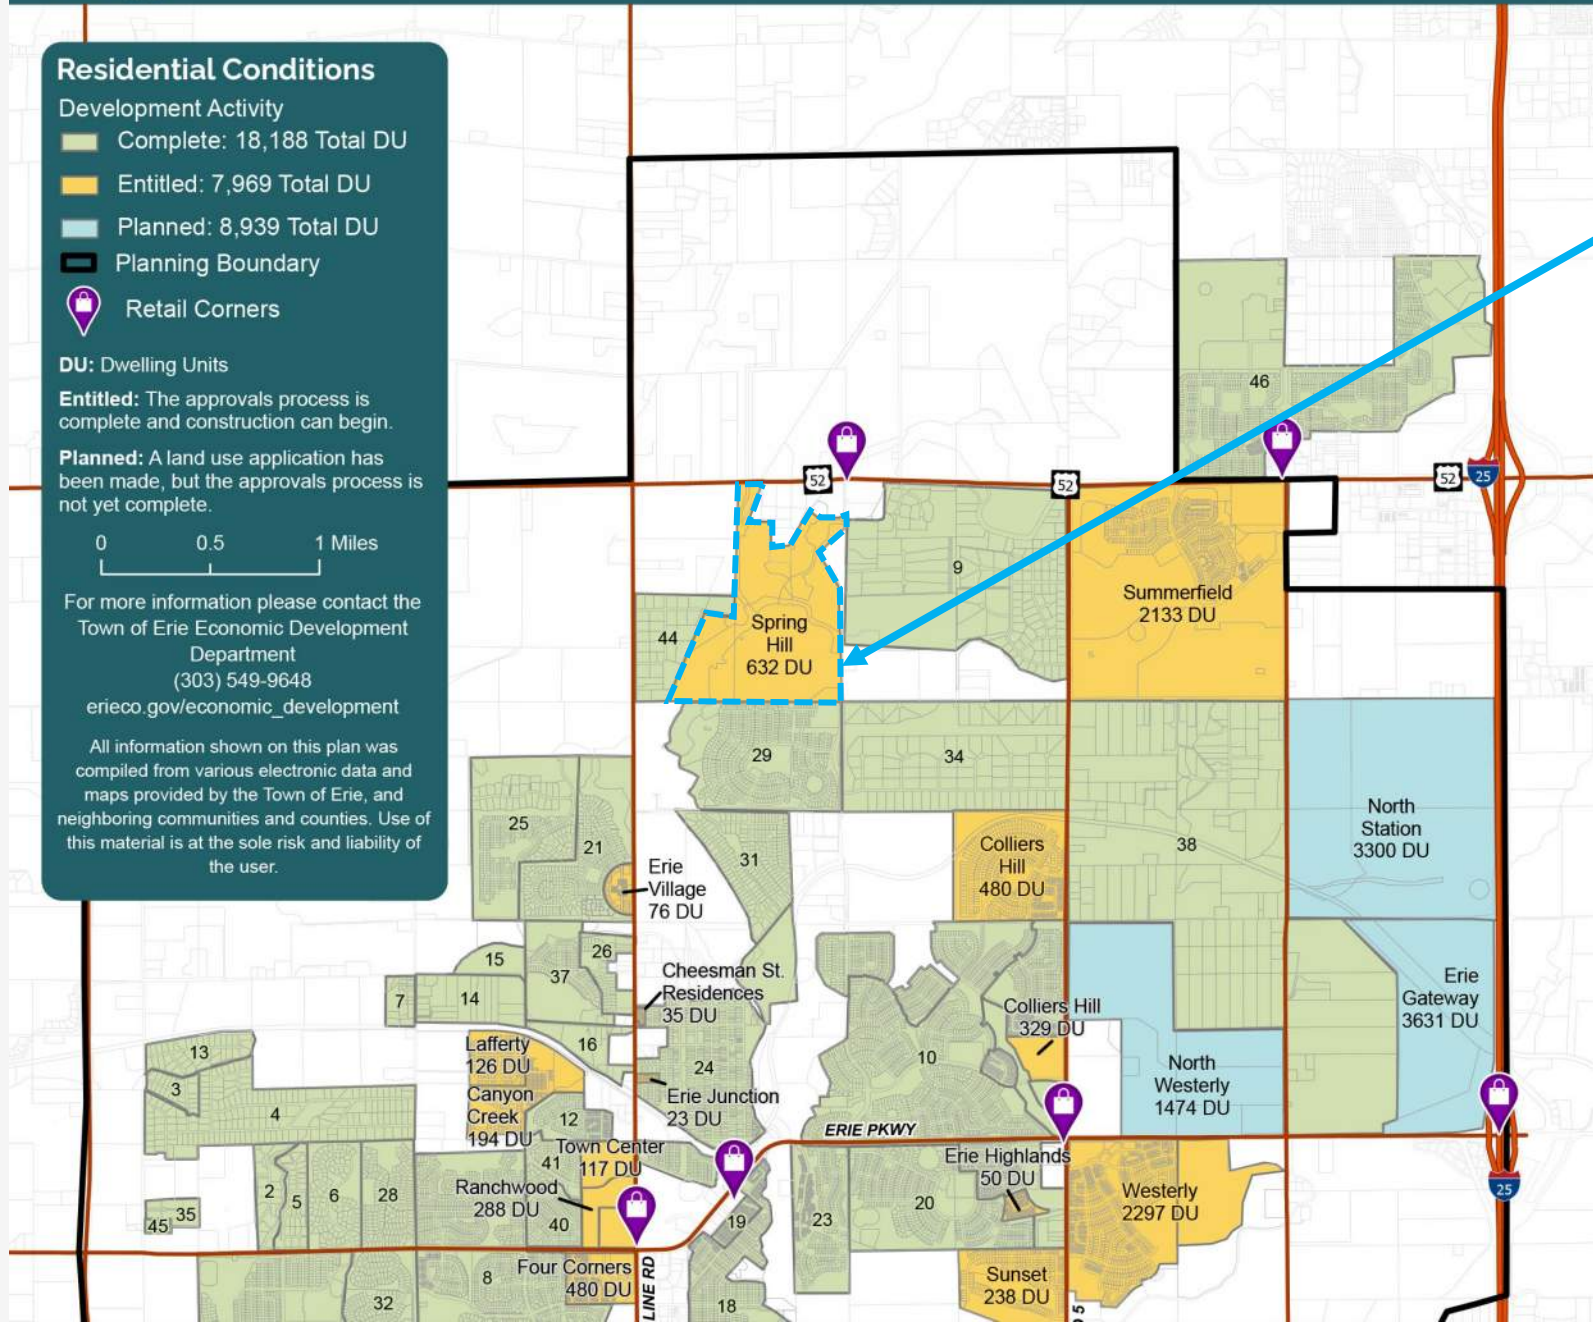 Residential Conditions
Development Activity
Complete: 18,188 Total DU
Entitled: 7,969 Total DU
Planned: 8,939 Total DU
Planning Boundary
Retail Corners
DU: Dwelling Units
Entitled: The approvals process is
complete and construction can begin.
Planned: A land use application has
been made, but the approvals process is
not yet complete.
0 0.5 1 Miles
For more information please contact the
Town of Erie Economic Development
Department
(303) 549-9648
erieco.gov/economic_development
All information shown on this plan was
compiled from various electronic data and
maps provided by the Town of Erie, and
neighboring communities and counties. Use of
this material is at the sole risk and liability of
the user.
46
52
52
52
25
9
Summerfield
2133 DU
Spring
Hill
632 DU
44
29
34
38
North
Station
3300 DU
25
21
Erie
Village
76 DU
31
Colliers
Hill
480 DU
15
37
26
7
14
Cheesman St.
Residences
35 DU
Colliers Hill
329 DU
Erie
Gateway
3631 DU
13
3
4
Lafferty
126 DU
16
24
10
North
Westerly
1474 DU
Canyon
Creek
194 DU
12
Erie Junction
23 DU
ERIE PKWY
41
Town Center
117 DU
Erie Highlands
50 DU
2
5
6
28
Ranchwood
288 DU
40
19
23
20
Westerly
2297 DU
25
45
35
8
Four Corners
480 DU
LINE RD
Sunset
238 DU
32
18
5